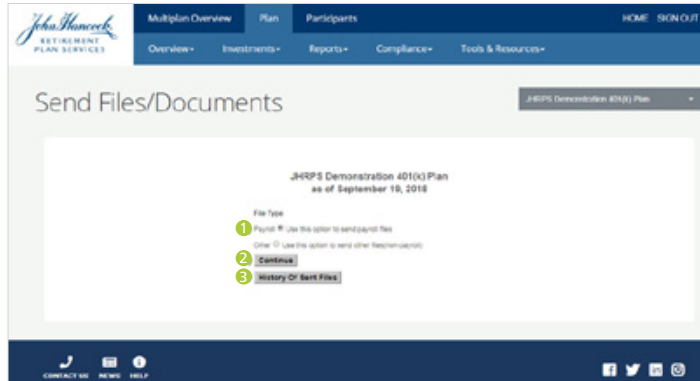 John Hancock
RETIREMENT
PLAN SERVICES
Multiplan Overview Plan Participants HOME SIGN OUT
Overview Investments Reports Compliance Tools & Resources
Send Files/Documents
JHRPS Demonstration 401(k) Plan
JHRPS Demonstration 401(k) Plan
as of September 19, 2018
File Type
1 Payroll Use this option to send payroll files
Other Use this option to send other files(non-payroll)
2 Continue
3 History Of Sent Files
CONTACT US NEWS HELP